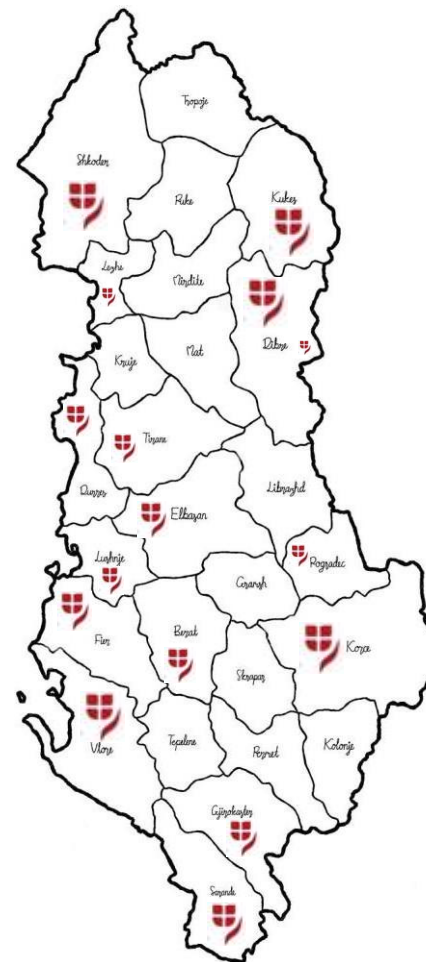 Tropoje
Shkoder
Puke
Kukes
Lezhe
Mirdite
Dibre
Kruje
Mat
Tirane
Durres
Librazhd
Elbasan
Lushnje
Pogradec
Gramsh
Fier
Berat
Korce
Skrapar
Vlore
Tepelene
Permet
Kolonje
Gjirokaster
Sarande